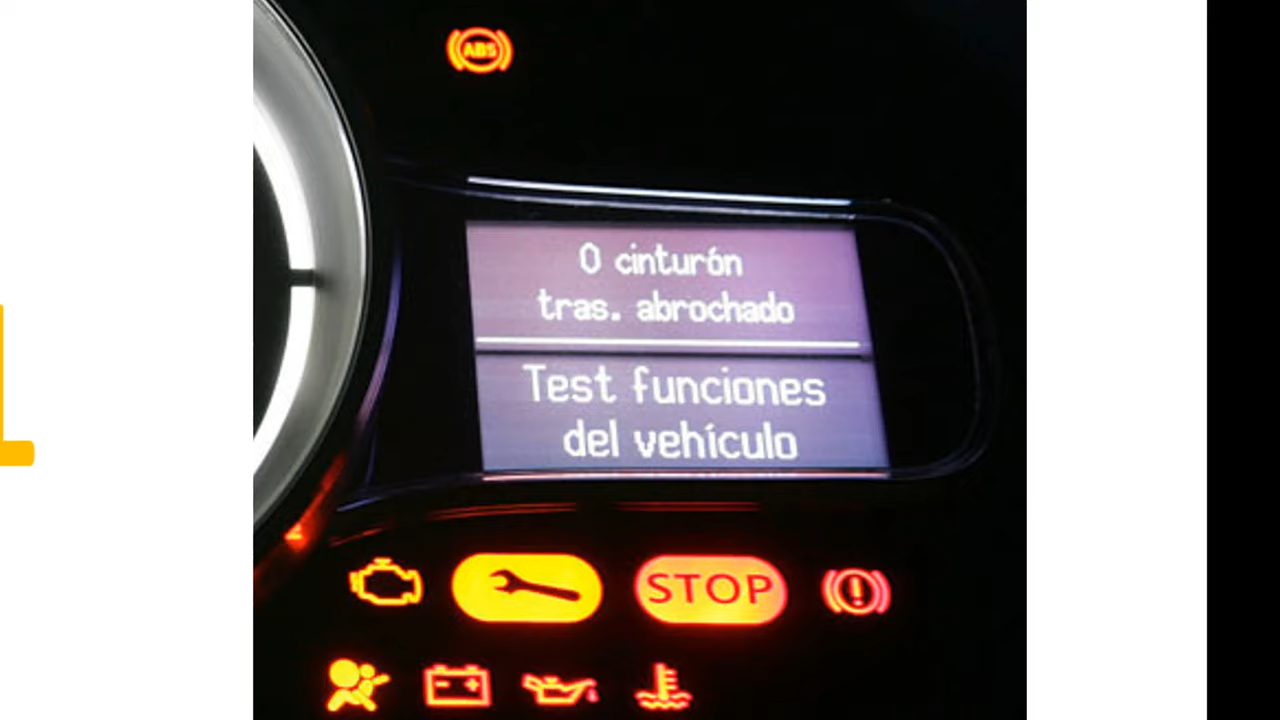 ABS
0 cinturón
tras. abrochado
Test funciones
del vehículo
STOP